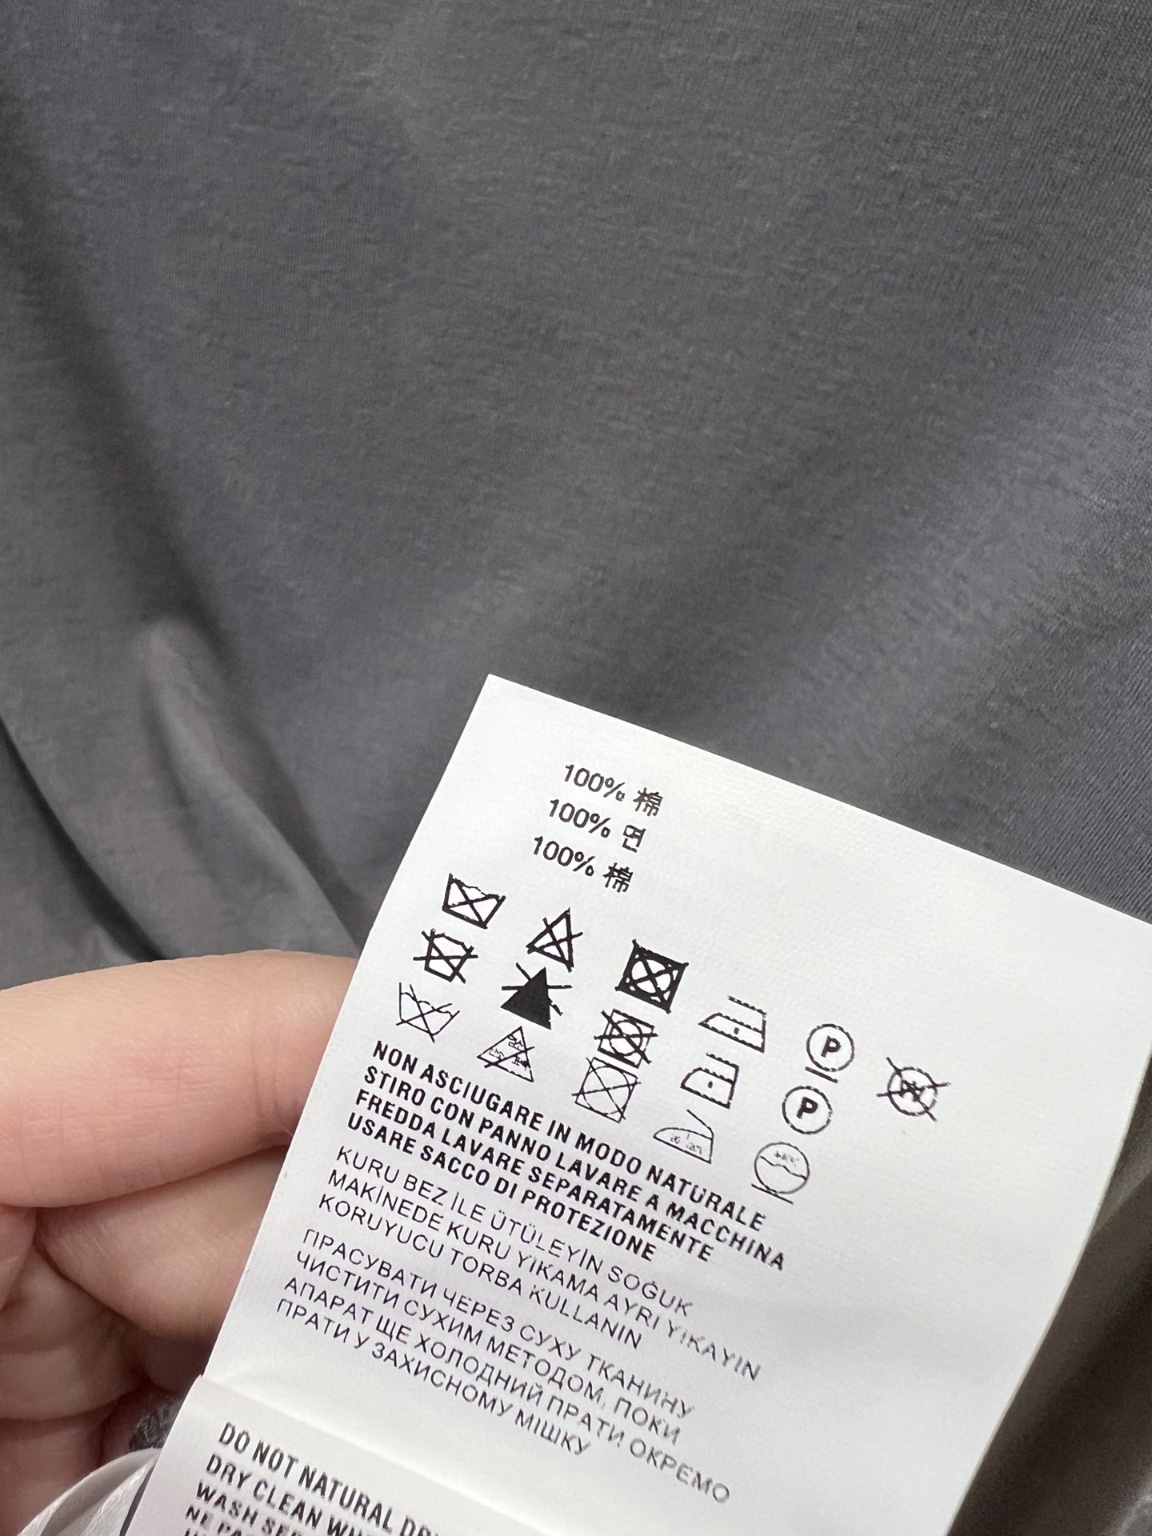 100% 棉
100% 면
100% 棉
P
P
W
NON ASCIUGARE IN MODO NATURALE
STIRO CON PANNO LAVARE A MACCHINA
FREDDA LAVARE SEPARATAMENTE
USARE SACCO DI PROTEZIONE
KURU BEZ İLE ÜTÜLEYİN SOĞUK
MAKİNEDE KURU YIKAMA AYRI YIKAYIN
KORUYUCU TORBA KULLANIN
ПРАСУВАТИ ЧЕРЕЗ СУХУ ТКАНИНУ
ЧИСТИТИ СУХИМ МЕТОДОМ, ПОКИ
АПАРАТ ЩЕ ХОЛОДНИЙ ПРАТИ ОКРЕМО
ПРАТИ У ЗАХИСНОМУ МІШКУ
DO NOT NATURAL
DRY CLEAN
WASH